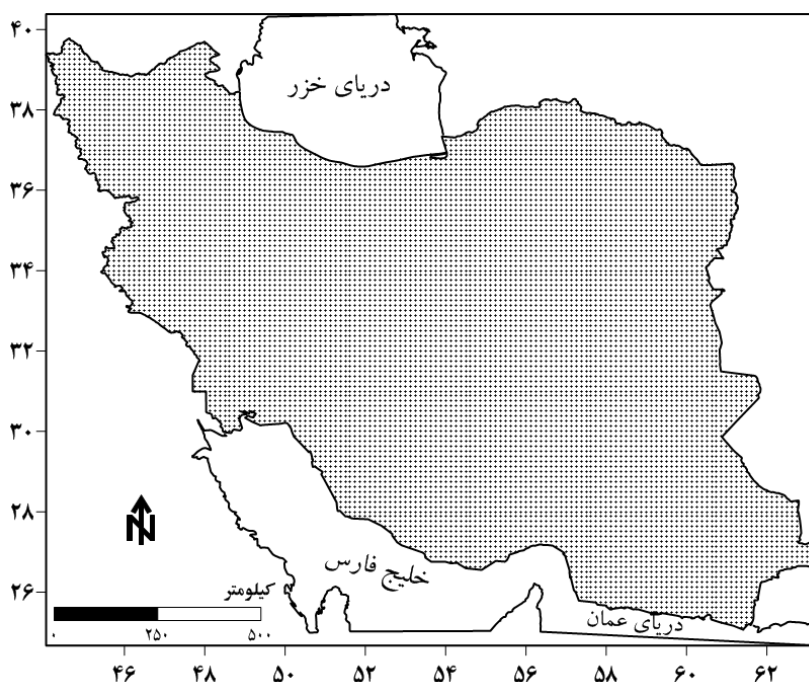 ۴۰
دریای خزر
۳۸
۳۶
۳۴
۳۲
۳۰
۲۸
N
خلیج فارس
۲۶
کیلومتر
دریای عمان
۰ ۲۵۰ ۵۰۰
۴۶ ۴۸ ۵۰ ۵۲ ۵۴ ۵۶ ۵۸ ۶۰ ۶۲